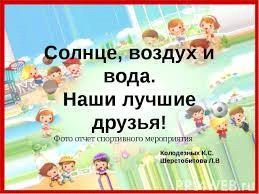 Солнце, воздух и
вода.
Наши лучшие
друзья!
Фото отчет спортивного мероприятия
Колодезных К.С.
Шерстобитова Л.В